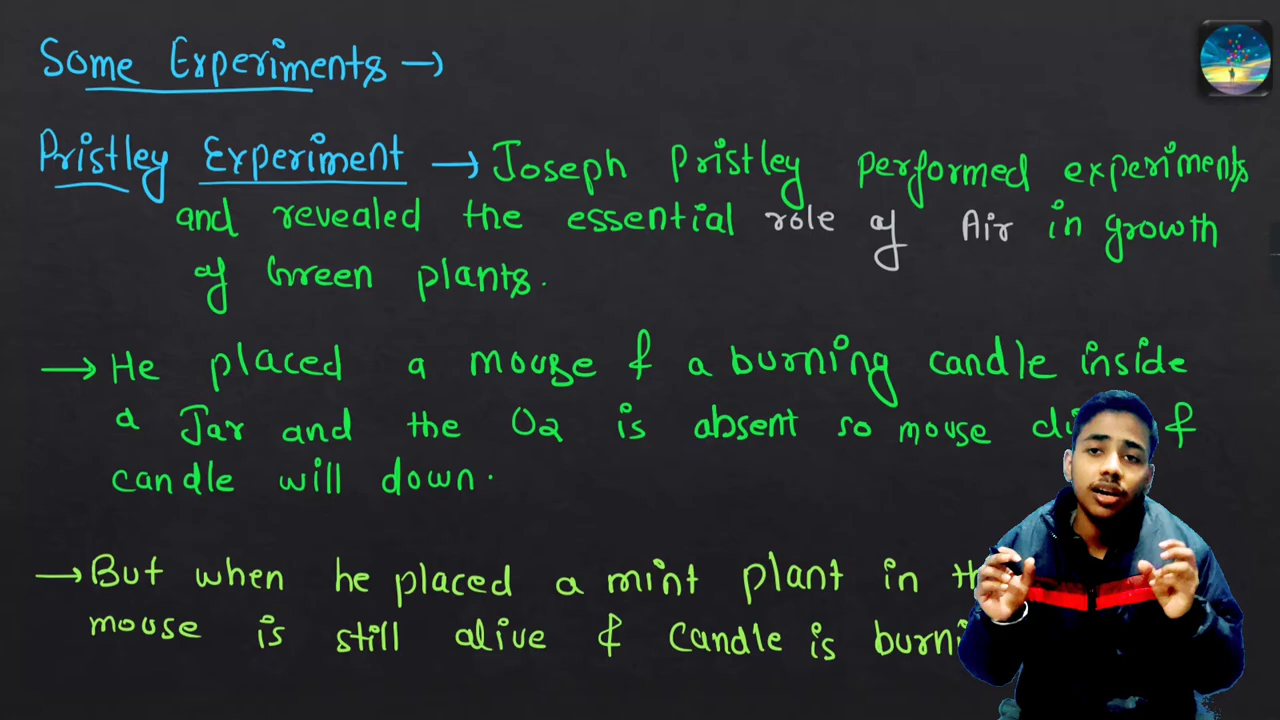 Some Experiments →
Pristley Experiment → Joseph Pristley performed experiments
and revealed the essential role of Air in growth
of Green plants.
→ He placed a mouse & a burning candle inside
a Jar and the O2 is absent so mouse &
candle will down.
→ But when he placed a mint plant in
mouse is still alive & candle is